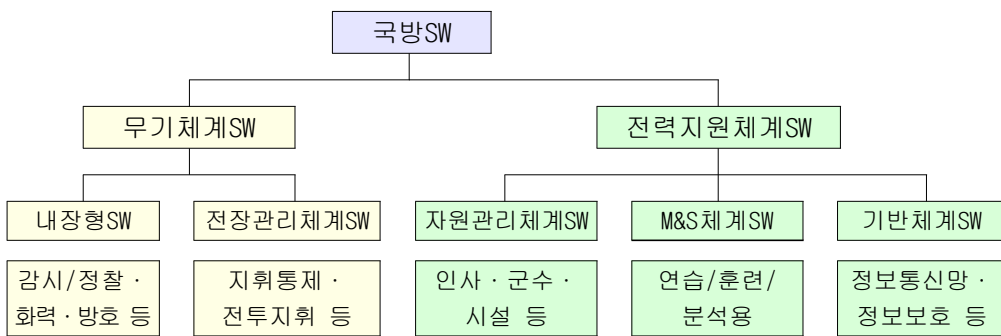 국방SW
무기체계SW
전력지원체계SW
내장형SW
전장관리체계SW
자원관리체계SW
M&S체계SW
기반체계SW
감시/정찰·
화력·방호 등
지휘통제·
전투지휘 등
인사·군수·
시설 등
연습/훈련/
분석용
정보통신망·
정보보호 등